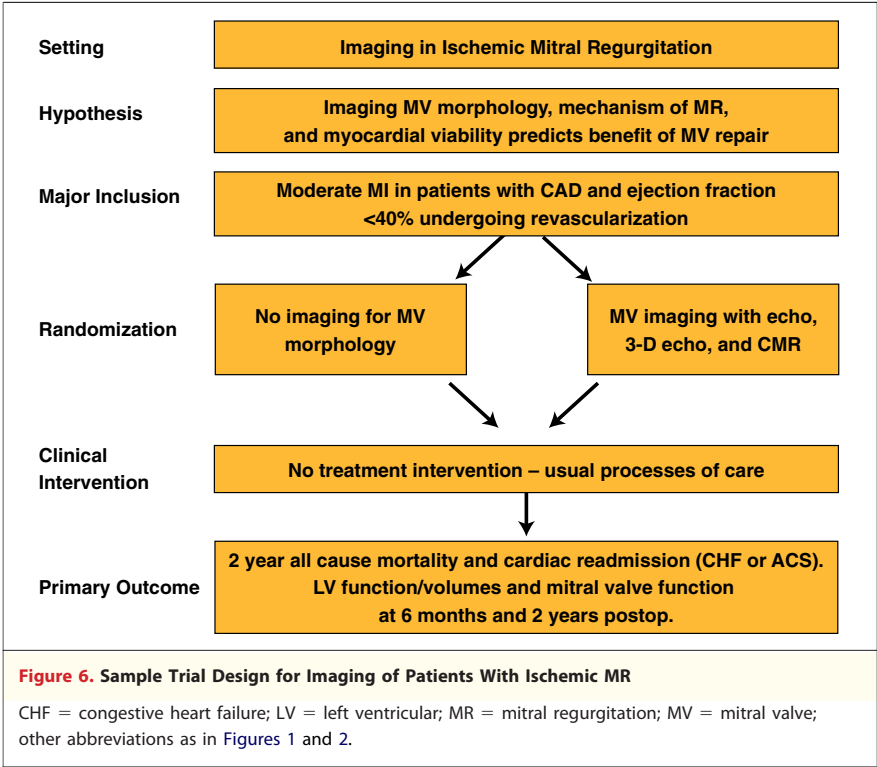 Setting
Imaging in Ischemic Mitral Regurgitation
Hypothesis
Imaging MV morphology, mechanism of MR,
and myocardial viability predicts benefit of MV repair
Major Inclusion
Moderate MI in patients with CAD and ejection fraction
<40% undergoing revascularization
Randomization
No imaging for MV
morphology
MV imaging with echo,
3-D echo, and CMR
Clinical
Intervention
No treatment intervention – usual processes of care
Primary Outcome
2 year all cause mortality and cardiac readmission (CHF or ACS).
LV function/volumes and mitral valve function
at 6 months and 2 years postop.
Figure 6. Sample Trial Design for Imaging of Patients With Ischemic MR
CHF = congestive heart failure; LV = left ventricular; MR = mitral regurgitation; MV = mitral valve;
other abbreviations as in Figures 1 and 2.